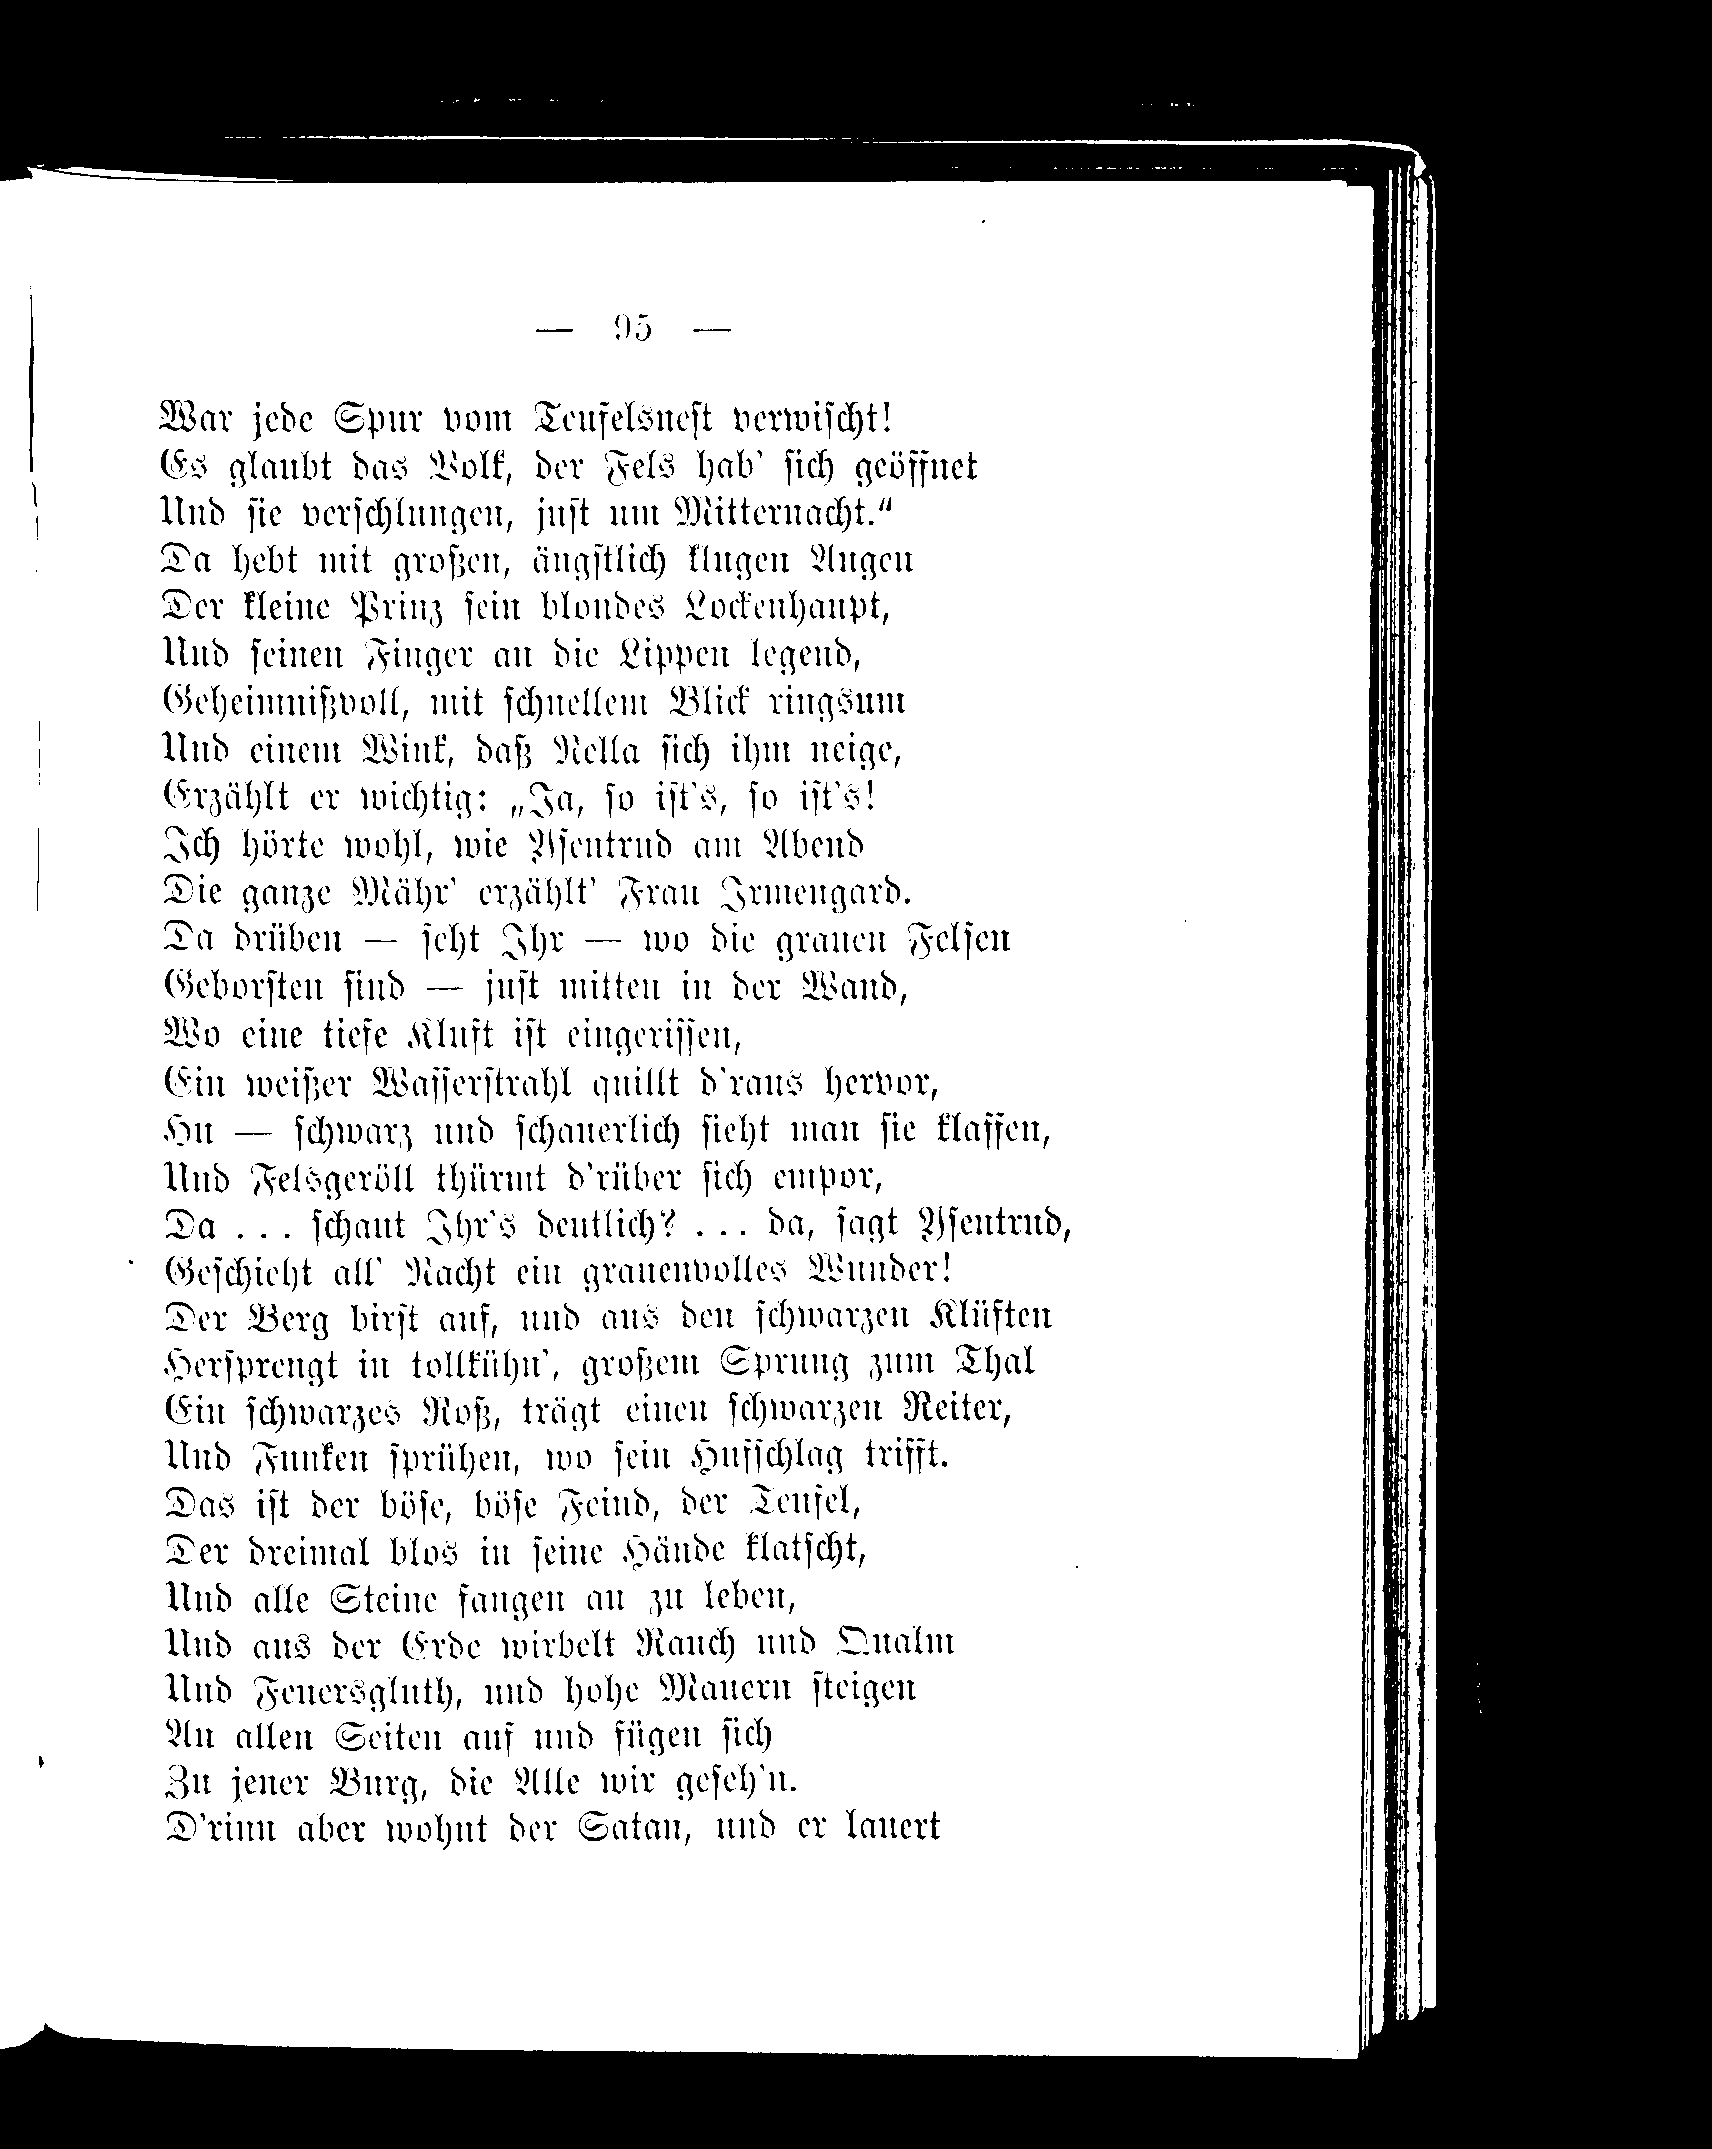 — 95 —
War jede Spur vom Teufelsnest verwischt!
Es glaubt das Volk, der Fels hab' sich geöffnet
Und sie verschlungen, just um Mitternacht.“
Da hebt mit großen, ängstlich klugen Augen
Der kleine Prinz sein blondes Lockenhaupt,
Und seinen Finger an die Lippen legend,
Geheimnißvoll, mit schnellem Blick ringsum
Und einem Wink, daß Nella sich ihm neige,
Erzählt er wichtig: „Ja, so ist's, so ist's!
Ich hörte wohl, wie Ysentrud am Abend
Die ganze Mähr' erzählt' Frau Irmengard.
Da drüben — seht Ihr — wo die grauen Felsen
Geborsten sind — just mitten in der Wand,
Wo eine tiefe Kluft ist eingerissen,
Ein weißer Wasserstrahl quillt d'raus hervor,
Hu — schwarz und schauerlich sieht man sie klaffen,
Und Felsgeröll thürmt d'rüber sich empor,
Da . . . schaut Ihr's deutlich? . . . da, sagt Ysentrud,
Geschieht all' Nacht ein grauenvolles Wunder!
Der Berg birst auf, und aus den schwarzen Klüften
Hersprengt in tollkühn', großem Sprung zum Thal
Ein schwarzes Roß, trägt einen schwarzen Reiter,
Und Funken sprühen, wo sein Hufschlag trifft.
Das ist der böse, böse Feind, der Teufel,
Der dreimal blos in seine Hände klatscht,
Und alle Steine fangen an zu leben,
Und aus der Erde wirbelt Rauch und Qualm
Und Feuersgluth, und hohe Mauern steigen
An allen Seiten auf und fügen sich
Zu jener Burg, die Alle wir geseh'n.
D'rinn aber wohnt der Satan, und er lauert